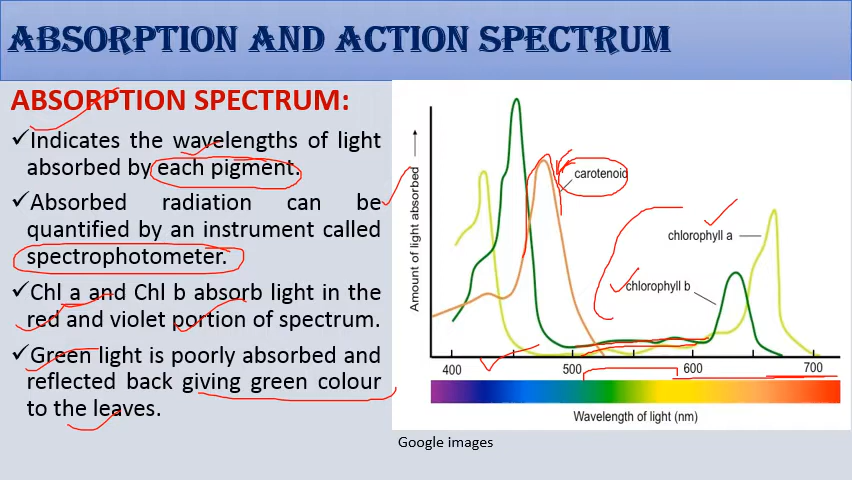 ABSORPTION AND ACTION SPECTRUM
ABSORPTION SPECTRUM:
✓Indicates the wavelengths of light
absorbed by each pigment.
✓Absorbed radiation can be
quantified by an instrument called
spectrophotometer.
✓Chl a and Chl b absorb light in the
red and violet portion of spectrum.
✓Green light is poorly absorbed and
reflected back giving green colour
to the leaves.
Amount of light absorbed
carotenoid
chlorophyll a
chlorophyll b
400 500 600 700
Wavelength of light (nm)
Google images